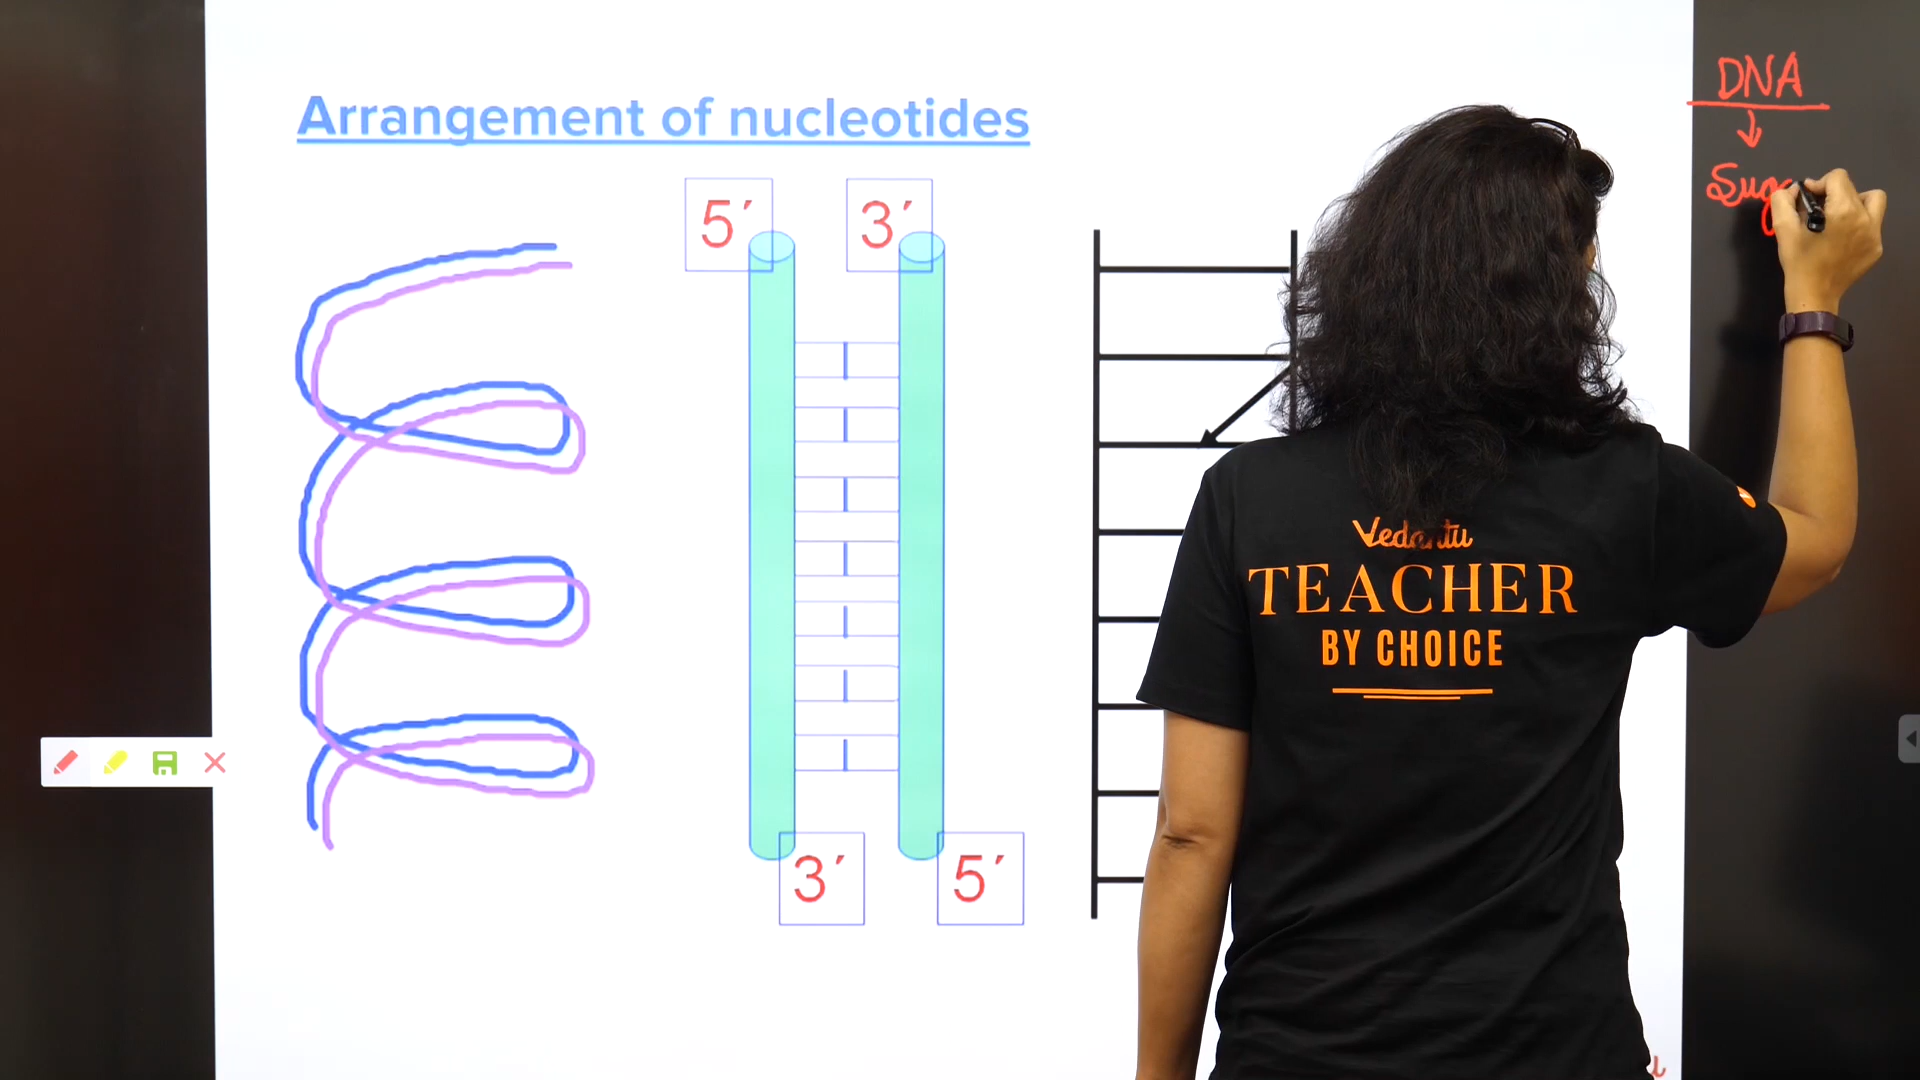 Arrangement of nucleotides
5′ 3′
3′ 5′
DNA
Vedantu
TEACHER
BY CHOICE